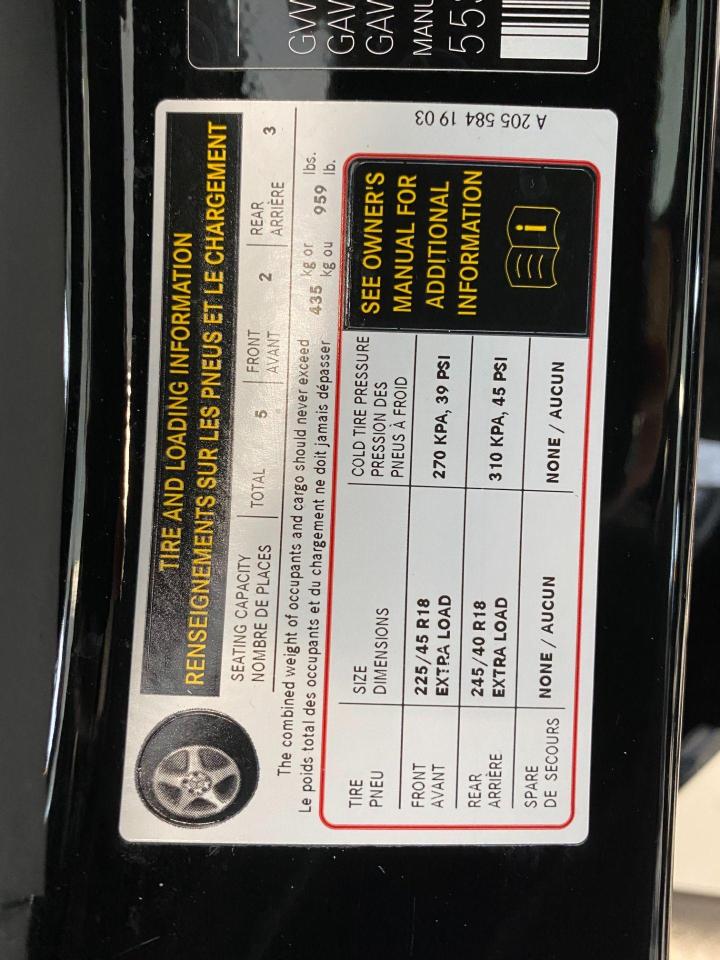 GVW
GAW
GAW
MANU
55S
TIRE AND LOADING INFORMATION
RENSEIGNEMENTS SUR LES PNEUS ET LE CHARGEMENT
SEATING CAPACITY TOTAL 5 FRONT 2 REAR 3
NOMBRE DE PLACES AVANT ARRIÈRE
The combined weight of occupants and cargo should never exceed 435 kg or 959 lbs.
Le poids total des occupants et du chargement ne doit jamais dépasser kg ou lb.
TIRE SIZE COLD TIRE PRESSURE
PNEU DIMENSIONS PRESSION DES
PNEUS À FROID
FRONT 225/45 R18 270 KPA, 39 PSI
AVANT EXTRA LOAD
REAR 245/40 R18 310 KPA, 45 PSI
ARRIÈRE EXTRA LOAD
SPARE NONE / AUCUN NONE / AUCUN
DE SECOURS
SEE OWNER'S
MANUAL FOR
ADDITIONAL
INFORMATION
i
A 205 584 19 03